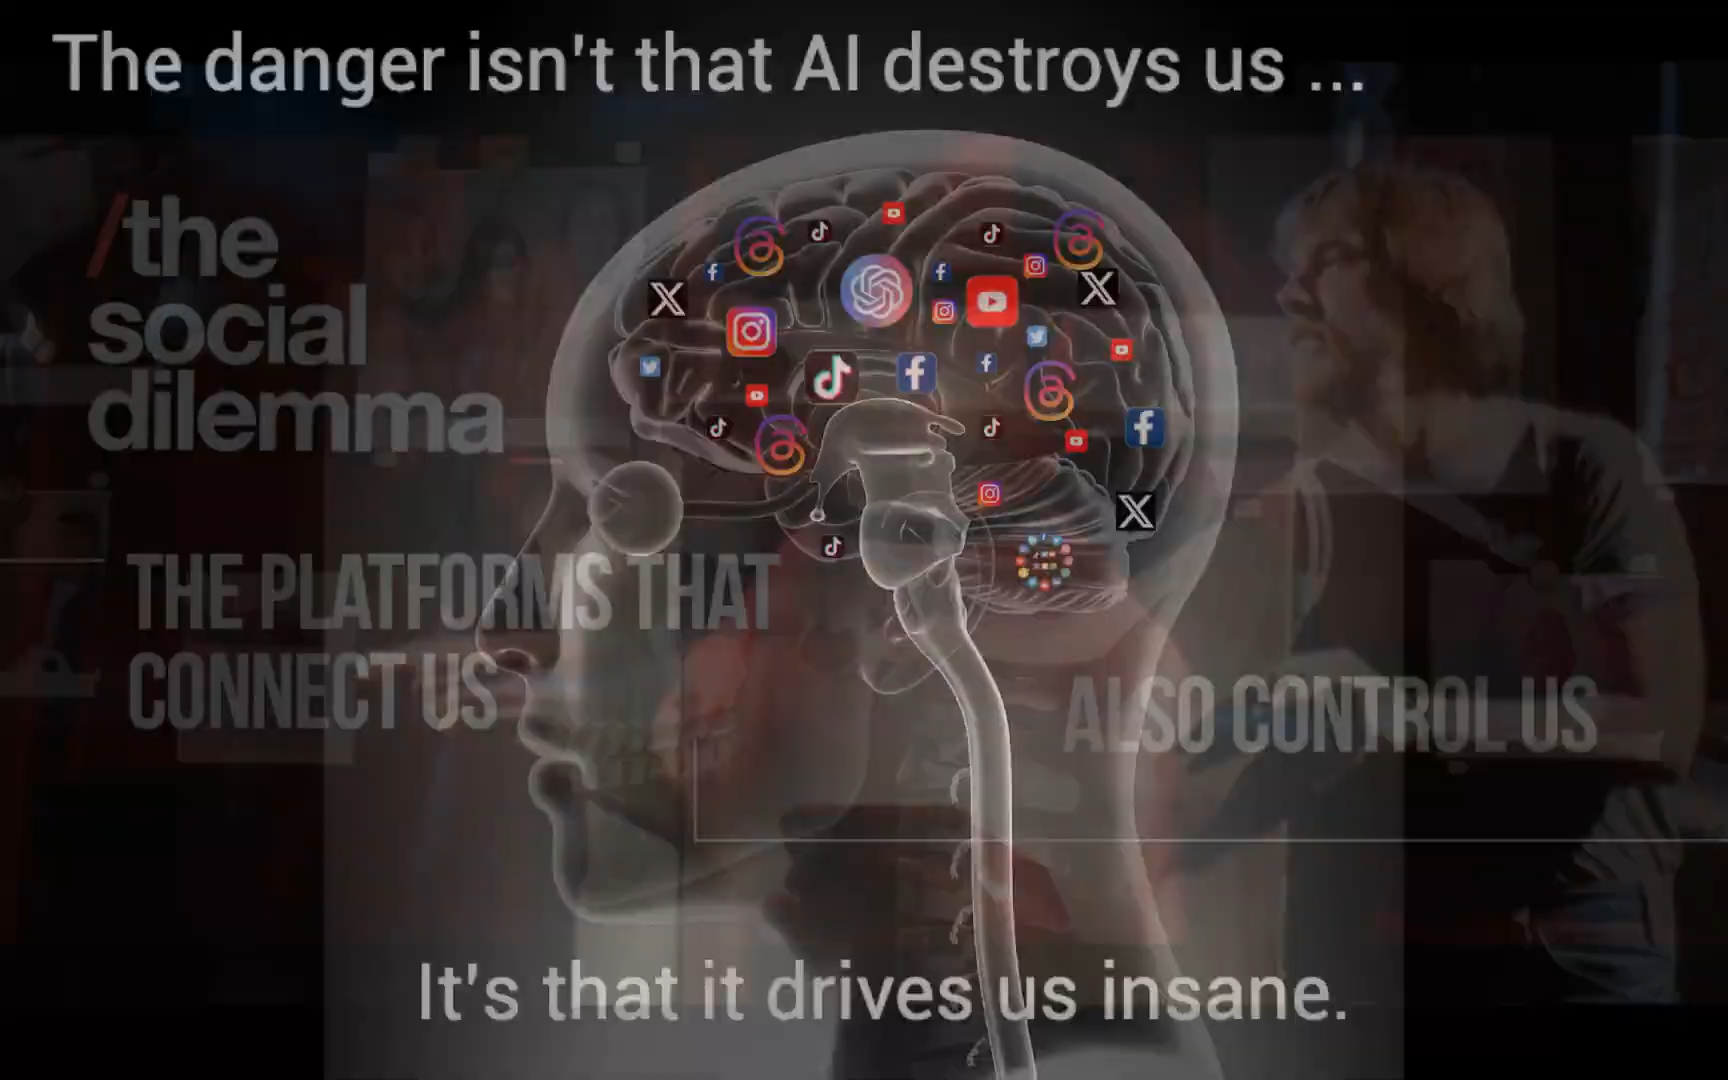 The danger isn't that AI destroys us ...
/the
social
dilemma
THE PLATFORMS THAT
CONNECT US
ALSO CONTROL US
It's that it drives us insane.